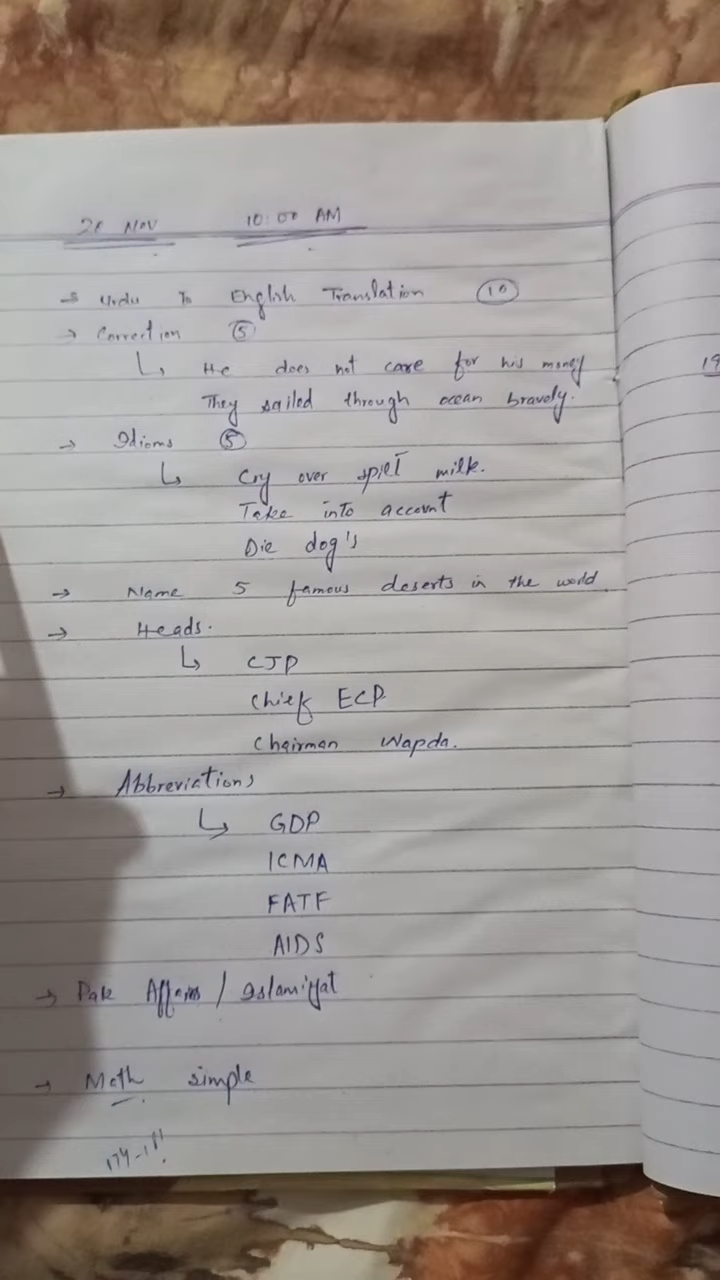 20 Nov 10:00 AM
→ Urdu To English Translation 10
→ Correction 5
↳ He does not care for his money
They sailed through ocean bravely.
→ Idioms 5
↳ Cry over spilt milk.
Take into account
Die dog's
→ Name 5 famous deserts in the world
→ Heads.
↳ CJP
Chief ECP
Chairman Wapda.
→ Abbreviations
↳ GDP
ICMA
FATF
AIDS
→ Pak Affairs / Islamiyat
→ Math simple